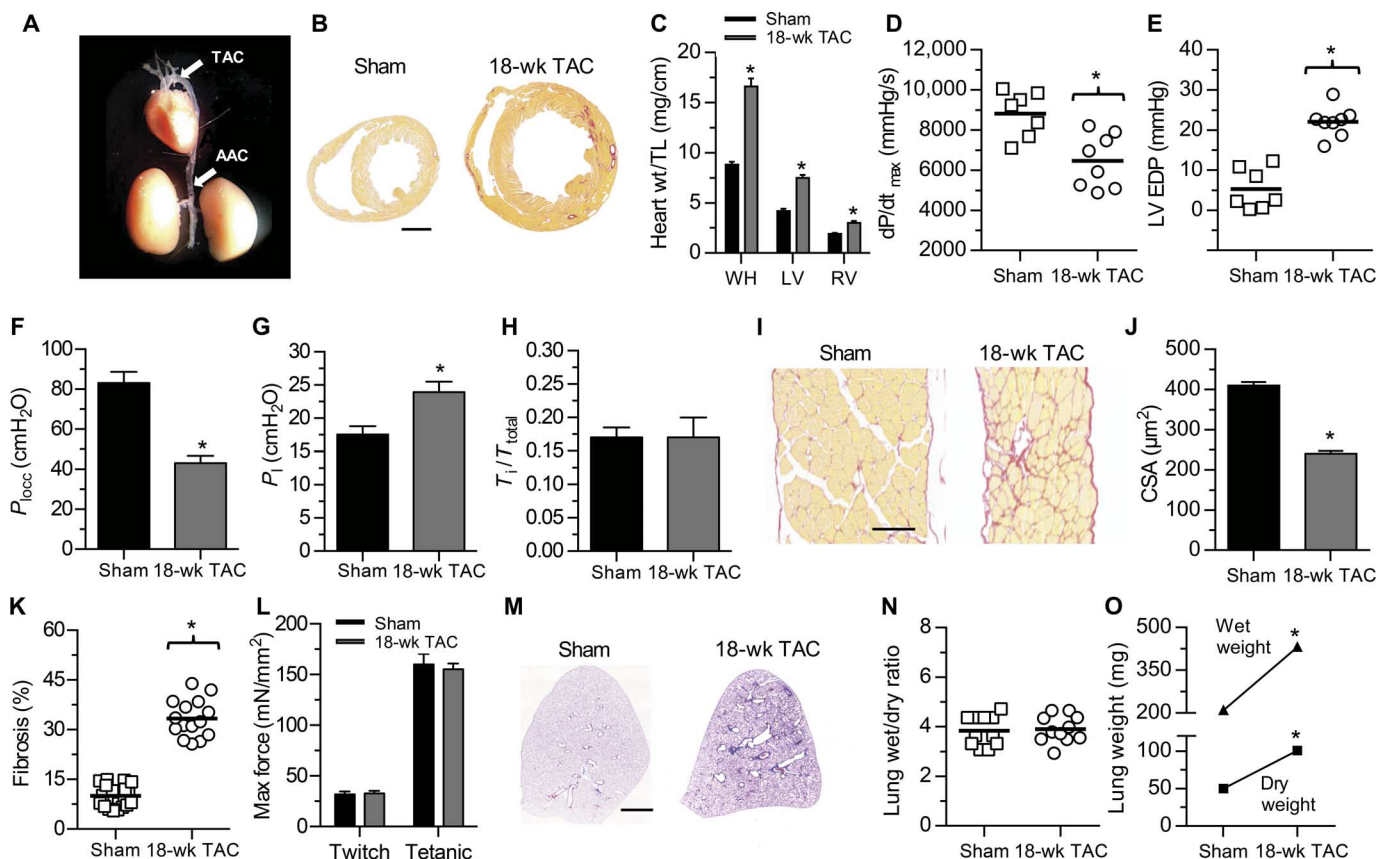 A
TAC
AAC
B
Sham
18-wk TAC
C
Sham
18-wk TAC
Heart wt/TL (mg/cm)
20
15
10
5
0
*
*
*
WH
LV
RV
D
dP/dt max (mmHg/s)
12,000
10,000
8000
6000
4000
2000
*
Sham
18-wk TAC
E
LV EDP (mmHg)
40
30
20
10
0
*
Sham
18-wk TAC
F
PIocc (cmH2O)
100
80
60
40
20
0
*
Sham
18-wk TAC
G
PI (cmH2O)
30
25
20
15
10
5
0
*
Sham
18-wk TAC
H
Ti/Ttotal
0.30
0.25
0.20
0.15
0.10
0.05
0.00
Sham
18-wk TAC
I
Sham
18-wk TAC
J
CSA (µm2)
500
400
300
200
100
0
*
Sham
18-wk TAC
K
Fibrosis (%)
60
45
30
15
0
*
Sham
18-wk TAC
L
Sham
18-wk TAC
Max force (mN/mm2)
200
150
100
50
0
Twitch
Tetanic
M
Sham
18-wk TAC
N
Lung wet/dry ratio
8
6
4
2
0
Sham
18-wk TAC
O
Lung weight (mg)
500
350
200
100
50
0
Wet
weight
*
*
Dry
weight
Sham
18-wk TAC